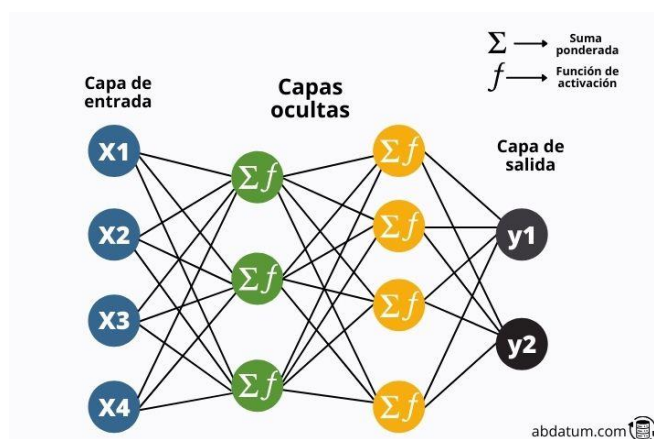 Σ → Suma
ponderada
f → Función de
activación
Capa de
entrada
Capas
ocultas
Capa de
salida
X1
X2
X3
X4
Σf
Σf
Σf
Σf
Σf
Σf
Σf
y1
y2
abdatum.com